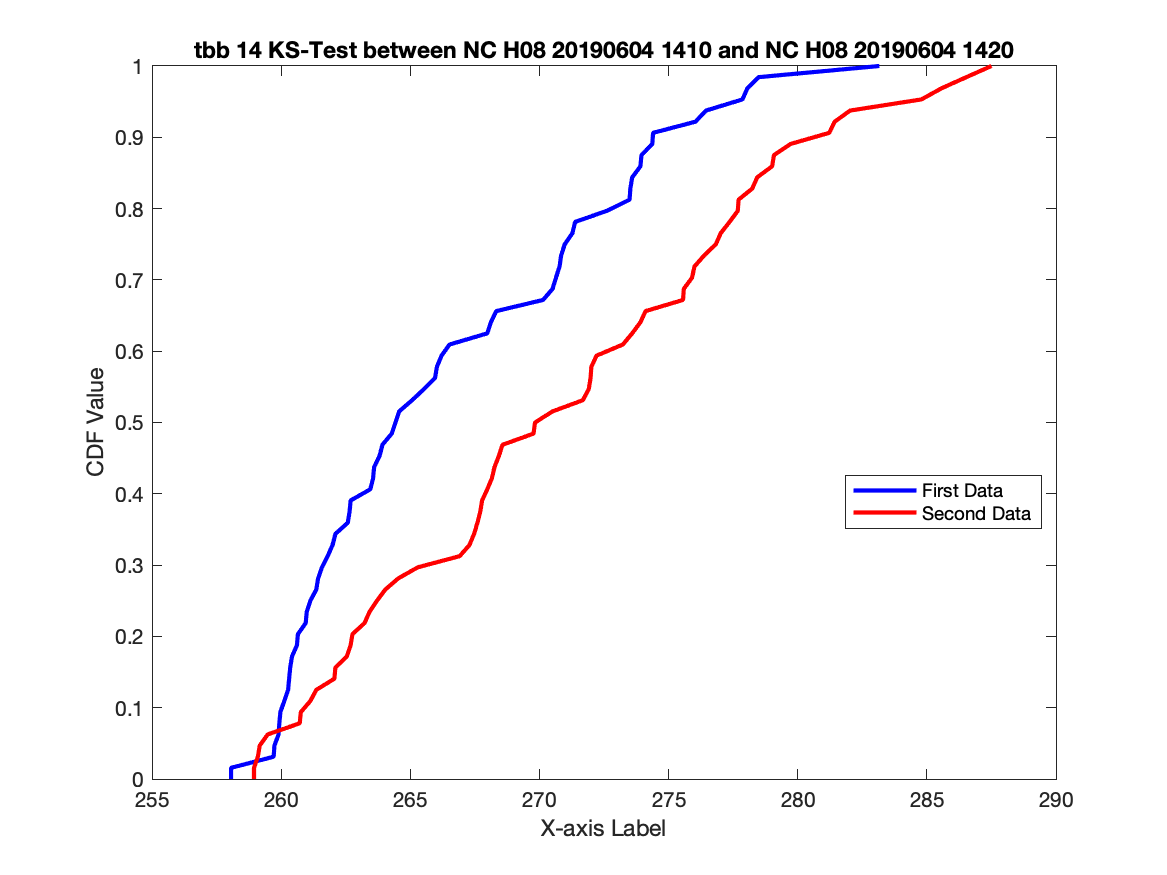 tbb 14 KS-Test between NC H08 20190604 1410 and NC H08 20190604 1420
1
0.9
0.8
0.7
0.6
0.5
0.4
0.3
0.2
0.1
0
CDF Value
First Data
Second Data
255 260 265 270 275 280 285 290
X-axis Label